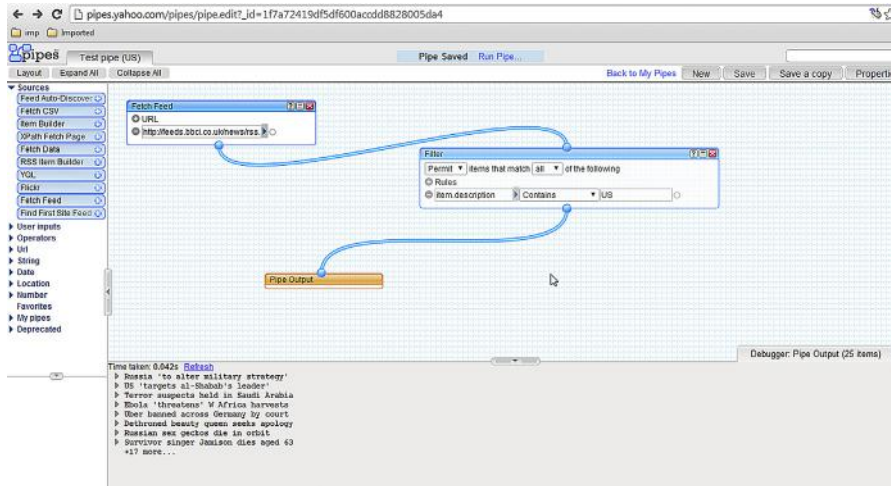 pipes.yahoo.com/pipes/pipe.edit?_id=1f7a72419df5df600accdd8828005da4
imp Imported
pipes Test pipe (US) Pipe Saved Run Pipe...
Layout Expand All Collapse All Back to My Pipes New Save Save a copy Properti
Sources
Feed Auto-Discover
Fetch CSV
Item Builder
XPath Fetch Page
Fetch Data
RSS Item Builder
YQL
Flickr
Fetch Feed
Find First Site Feed
User inputs
Operators
Url
String
Date
Location
Number
Favorites
My pipes
Deprecated
Fetch Feed
URL
http://feeds.bbci.co.uk/news/rss.
Filter
Permit items that match all of the following
Rules
item.description Contains US
Pipe Output
Debugger: Pipe Output (25 items)
Time taken: 0.042s Refresh
Russia 'to alter military strategy'
US 'targets al-Shabab's leader'
Terror suspects held in Saudi Arabia
Ebola 'threatens' W Africa harvests
Uber banned across Germany by court
Dethroned beauty queen seeks apology
Russian sex geckos die in orbit
Survivor singer Jamison dies aged 63
+17 more...